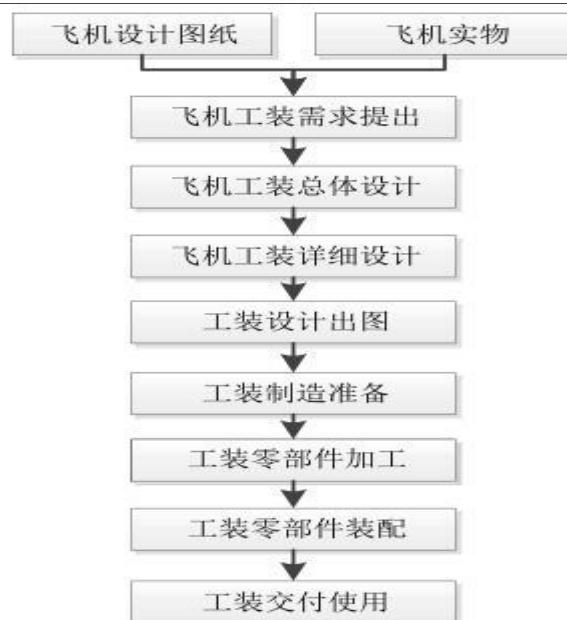 飞机设计图纸
飞机实物
飞机工装需求提出
飞机工装总体设计
飞机工装详细设计
工装设计出图
工装制造准备
工装零部件加工
工装零部件装配
工装交付使用